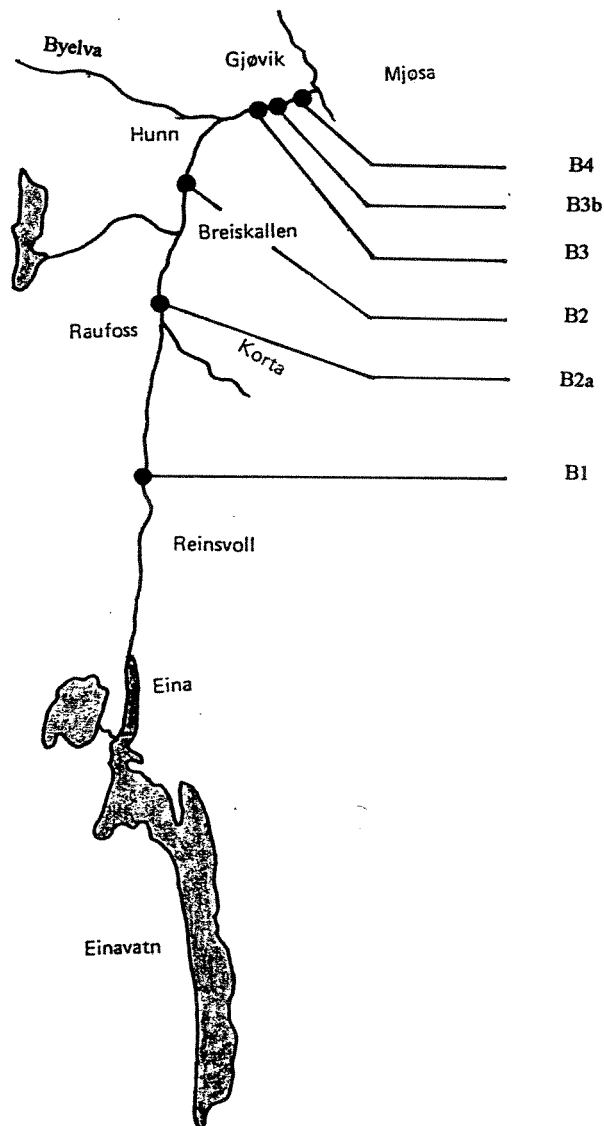 Byelva
Gjøvik
Mjøsa
Hunn
B4
B3b
Breiskallen
B3
B2
Raufoss
Korta
B2a
B1
Reinsvoll
Eina
Einavatn